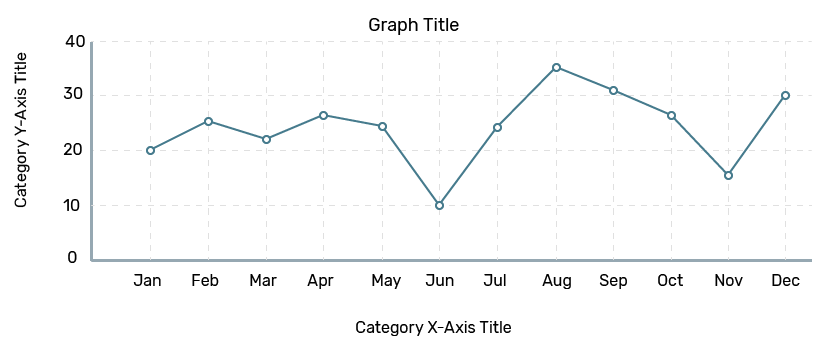 Graph Title
Category Y-Axis Title
40
30
20
10
0
Jan Feb Mar Apr May Jun Jul Aug Sep Oct Nov Dec
Category X-Axis Title